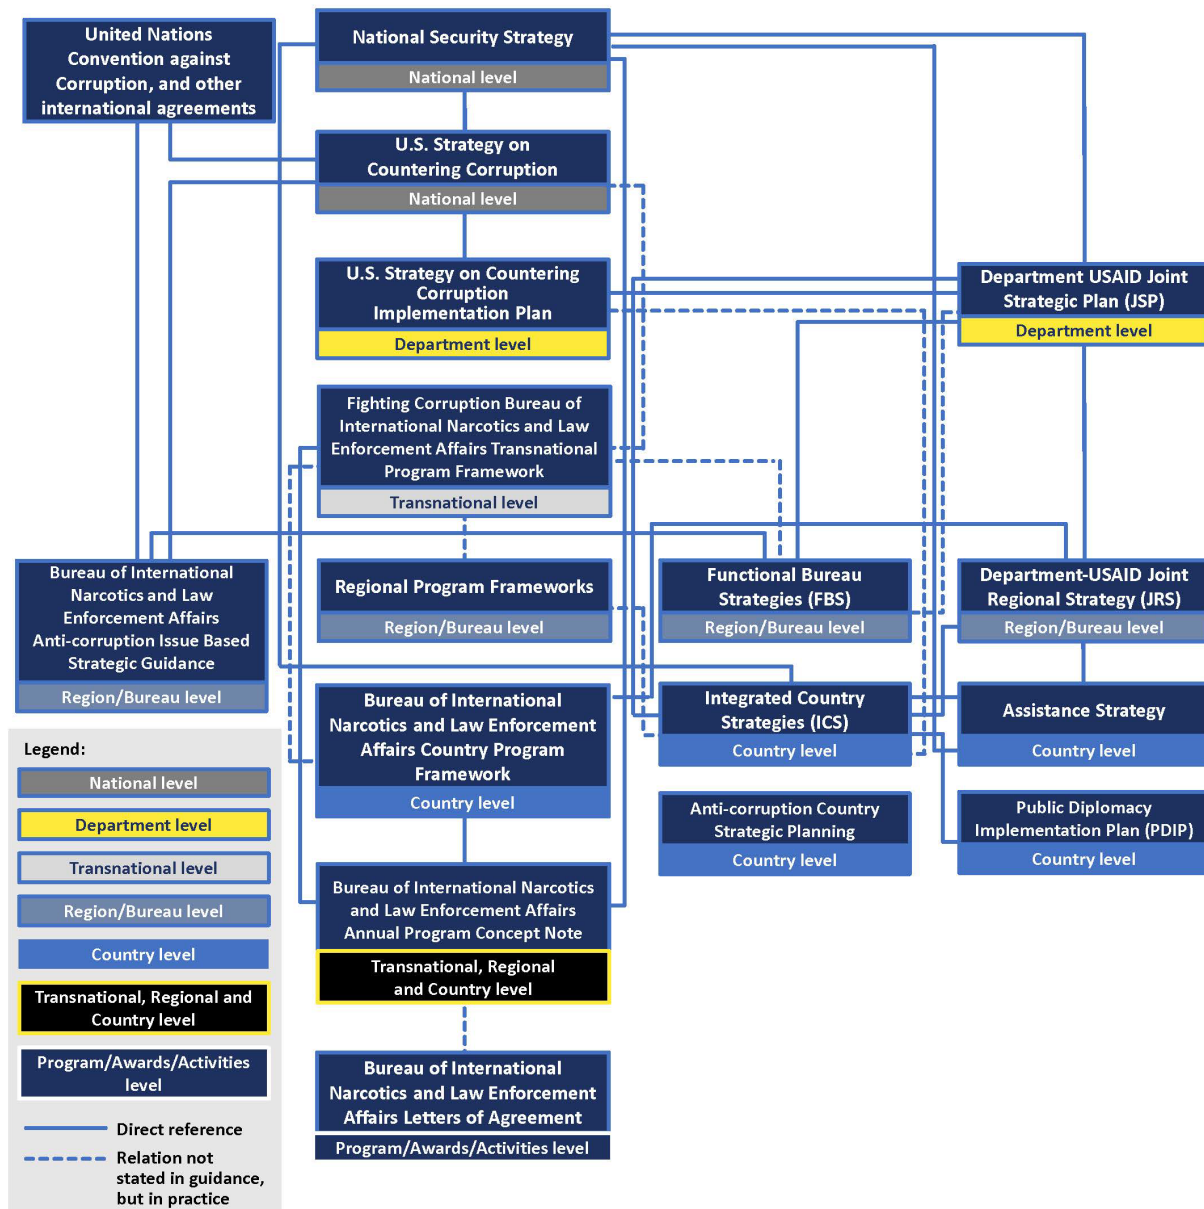 United Nations
Convention against
Corruption, and other
international agreements
National Security Strategy
National level
U.S. Strategy on
Countering Corruption
National level
U.S. Strategy on Countering
Corruption
Implementation Plan
Department level
Department USAID Joint
Strategic Plan (JSP)
Department level
Fighting Corruption Bureau of
International Narcotics and Law
Enforcement Affairs Transnational
Program Framework
Transnational level
Bureau of International
Narcotics and Law
Enforcement Affairs
Anti-corruption Issue Based
Strategic Guidance
Region/Bureau level
Regional Program Frameworks
Region/Bureau level
Functional Bureau
Strategies (FBS)
Region/Bureau level
Department-USAID Joint
Regional Strategy (JRS)
Region/Bureau level
Bureau of International
Narcotics and Law Enforcement
Affairs Country Program
Framework
Country level
Integrated Country
Strategies (ICS)
Country level
Assistance Strategy
Country level
Anti-corruption Country
Strategic Planning
Country level
Public Diplomacy
Implementation Plan (PDIP)
Country level
Bureau of International Narcotics
and Law Enforcement Affairs
Annual Program Concept Note
Transnational, Regional
and Country level
Bureau of International
Narcotics and Law Enforcement
Affairs Letters of Agreement
Program/Awards/Activities level
Legend:
National level
Department level
Transnational level
Region/Bureau level
Country level
Transnational, Regional and
Country level
Program/Awards/Activities
level
Direct reference
Relation not
stated in guidance,
but in practice